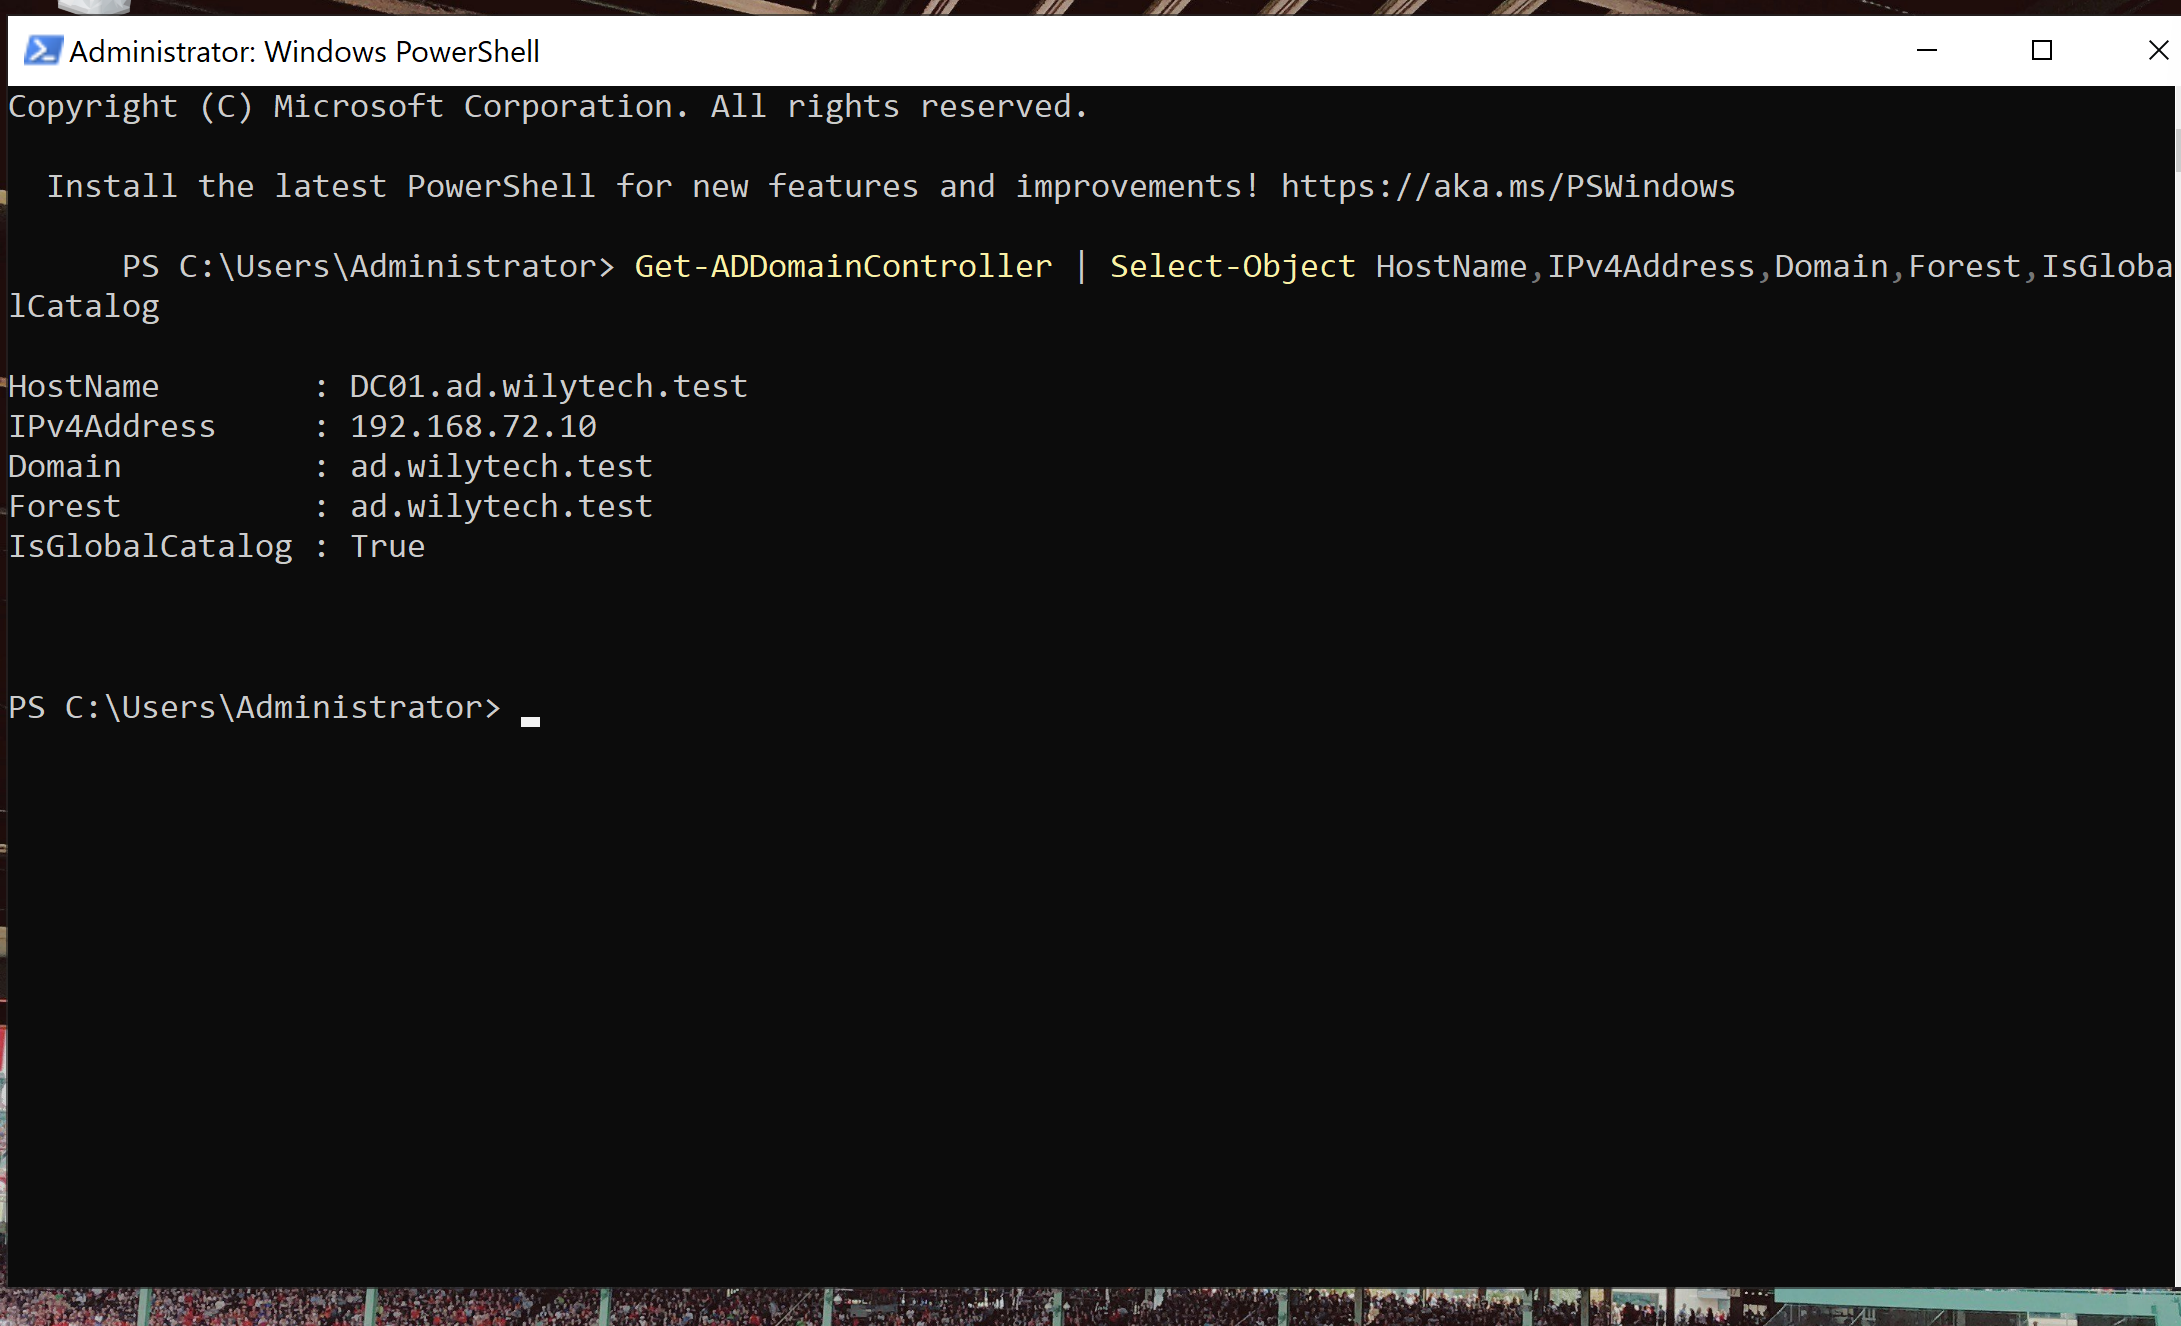 Administrator: Windows PowerShell
Copyright (C) Microsoft Corporation. All rights reserved.
Install the latest PowerShell for new features and improvements! https://aka.ms/PSWindows
PS C:\Users\Administrator> Get-ADDomainController | Select-Object HostName,IPv4Address,Domain,Forest,IsGloba
lCatalog
HostName : DC01.ad.wilytech.test
IPv4Address : 192.168.72.10
Domain : ad.wilytech.test
Forest : ad.wilytech.test
IsGlobalCatalog : True
PS C:\Users\Administrator>